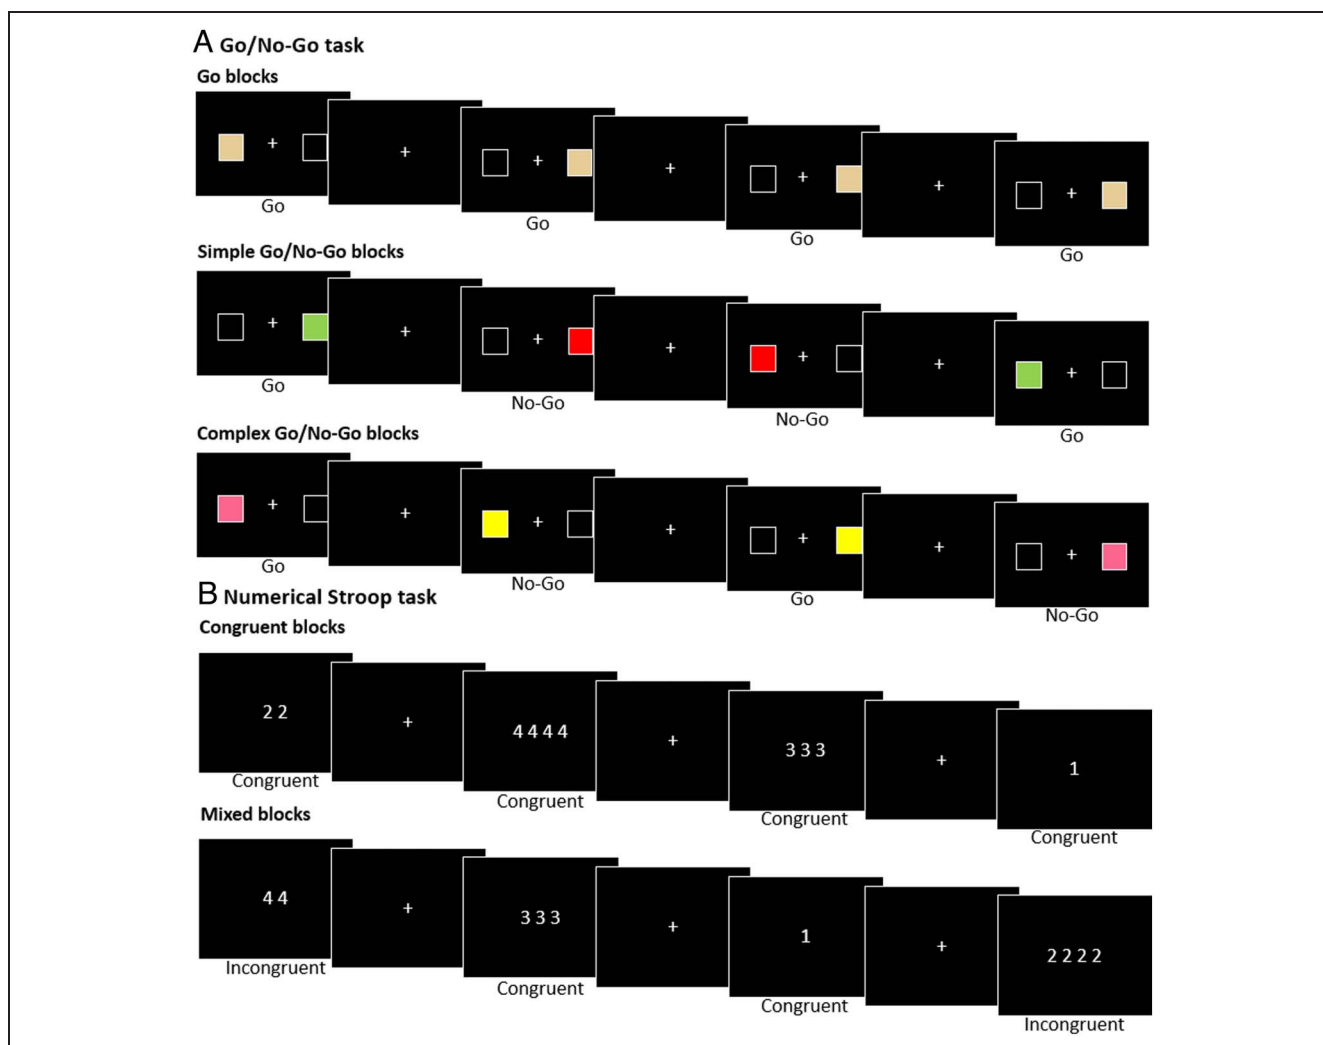 A Go/No-Go task
Go blocks
Go
Go
Go
Go
Simple Go/No-Go blocks
Go
No-Go
No-Go
Go
Complex Go/No-Go blocks
Go
No-Go
Go
No-Go
B Numerical Stroop task
Congruent blocks
2 2
4 4 4 4
3 3 3
1
Congruent
Congruent
Congruent
Congruent
Mixed blocks
4 4
3 3 3
1
2 2 2 2
Incongruent
Congruent
Congruent
Incongruent